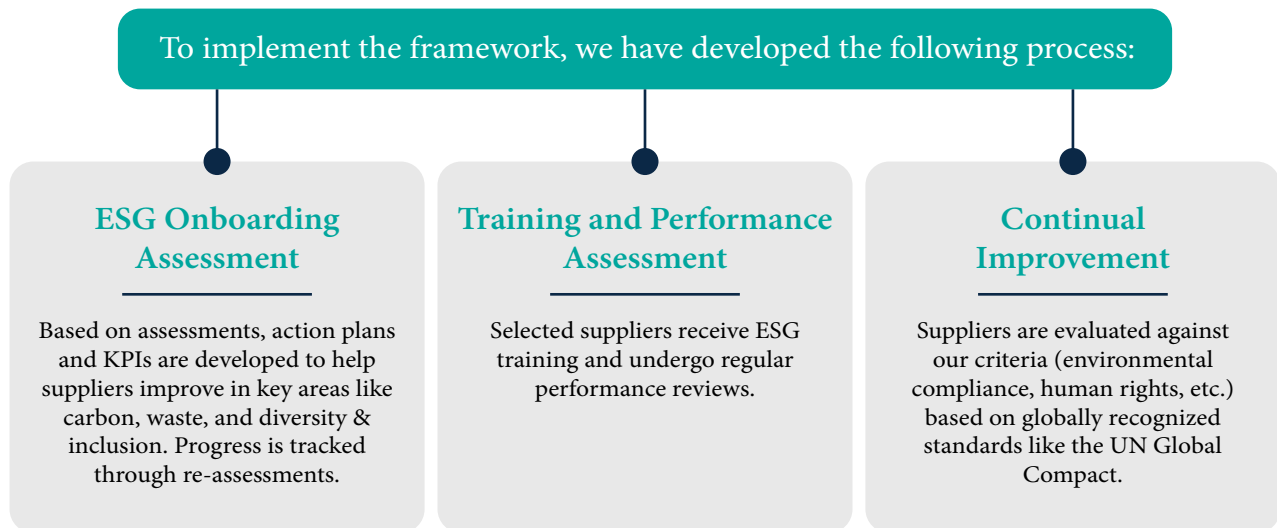 To implement the framework, we have developed the following process:
ESG Onboarding
Assessment
Based on assessments, action plans
and KPIs are developed to help
suppliers improve in key areas like
carbon, waste, and diversity &
inclusion. Progress is tracked
through re-assessments.
Training and Performance
Assessment
Selected suppliers receive ESG
training and undergo regular
performance reviews.
Continual
Improvement
Suppliers are evaluated against
our criteria (environmental
compliance, human rights, etc.)
based on globally recognized
standards like the UN Global
Compact.